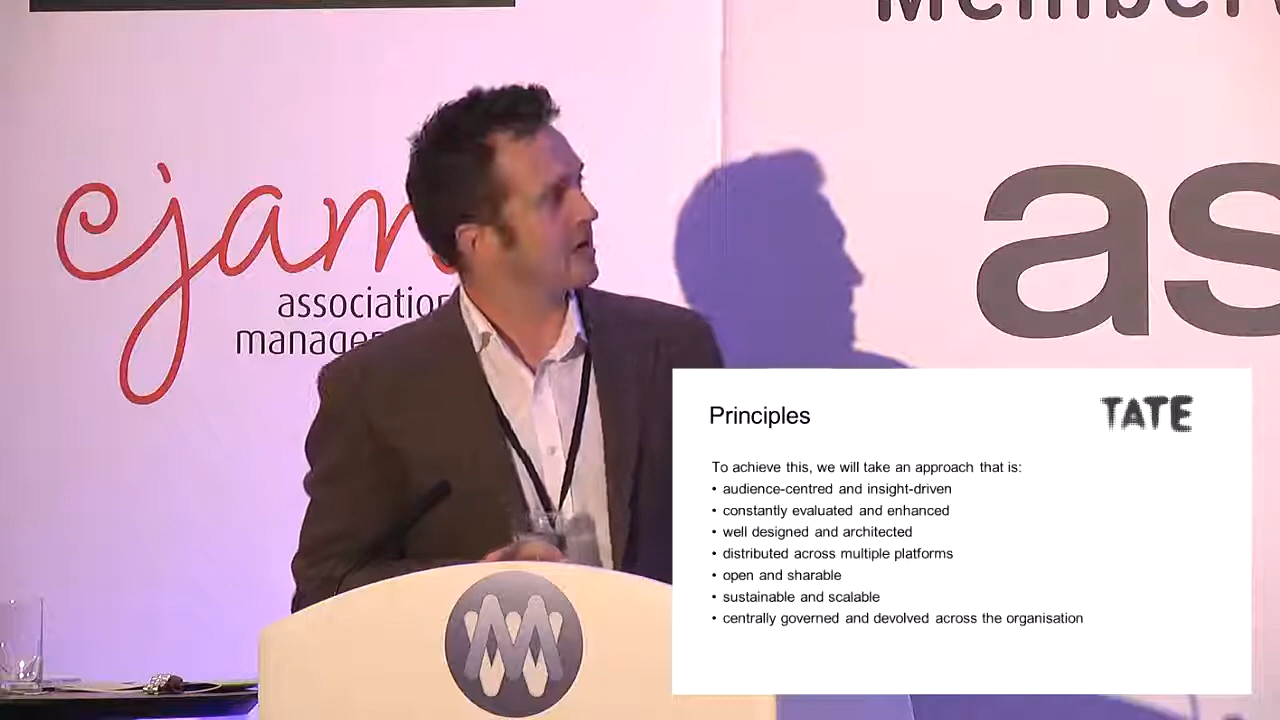 ejam
association
as
Principles
TATE
To achieve this, we will take an approach that is:
• audience-centred and insight-driven
• constantly evaluated and enhanced
• well designed and architected
• distributed across multiple platforms
• open and sharable
• sustainable and scalable
• centrally governed and devolved across the organisation